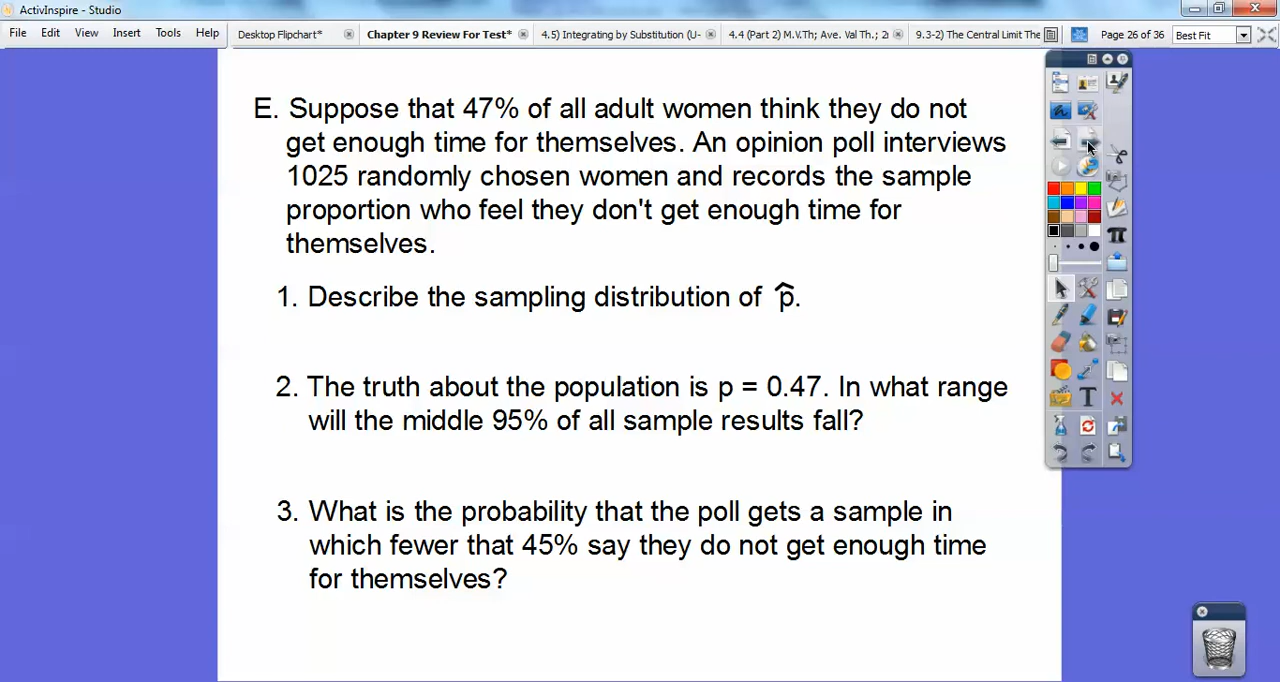 ActivInspire - Studio
File Edit View Insert Tools Help
Desktop Flipchart* Chapter 9 Review For Test* 4.5) Integrating by Substitution (U- 4.4 (Part 2) M.V.Th; Ave. Val Th.; 2r 9.3-2) The Central Limit The Page 26 of 36 Best Fit
E. Suppose that 47% of all adult women think they do not
get enough time for themselves. An opinion poll interviews
1025 randomly chosen women and records the sample
proportion who feel they don't get enough time for
themselves.
1. Describe the sampling distribution of p̂.
2. The truth about the population is p = 0.47. In what range
will the middle 95% of all sample results fall?
3. What is the probability that the poll gets a sample in
which fewer that 45% say they do not get enough time
for themselves?